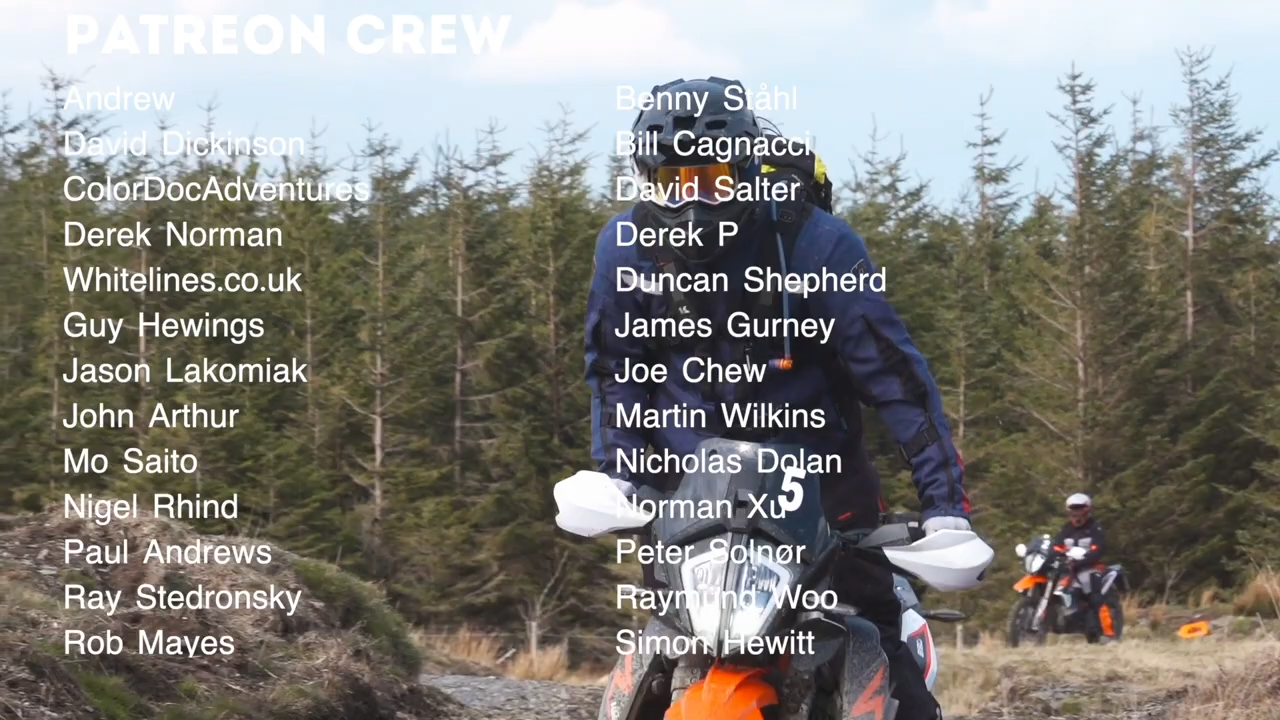 PATREON CREW
Andrew
David Dickinson
ColorDocAdventures
Derek Norman
Whitelines.co.uk
Guy Hewings
Jason Lakomiak
John Arthur
Mo Saito
Nigel Rhind
Paul Andrews
Ray Stedronsky
Rob Mayes
Benny Ståhl
Bill Cagnacci
David Salter
Derek P
Duncan Shepherd
James Gurney
Joe Chew
Martin Wilkins
Nicholas Dolan
Norman Xu
Peter Solnør
Raymund Woo
Simon Hewitt
5